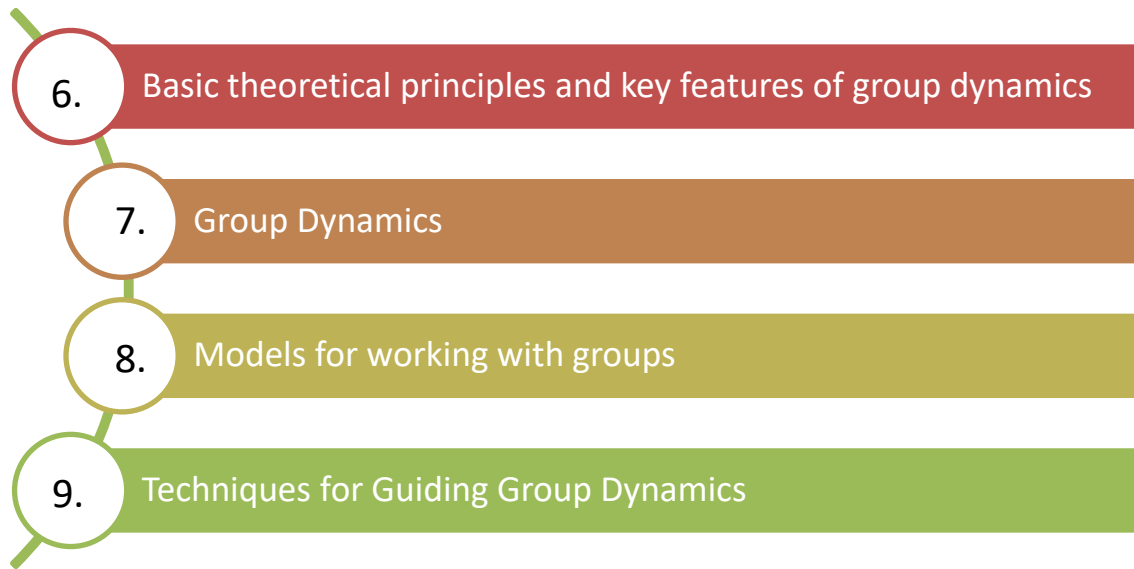 6. Basic theoretical principles and key features of group dynamics
7. Group Dynamics
8. Models for working with groups
9. Techniques for Guiding Group Dynamics